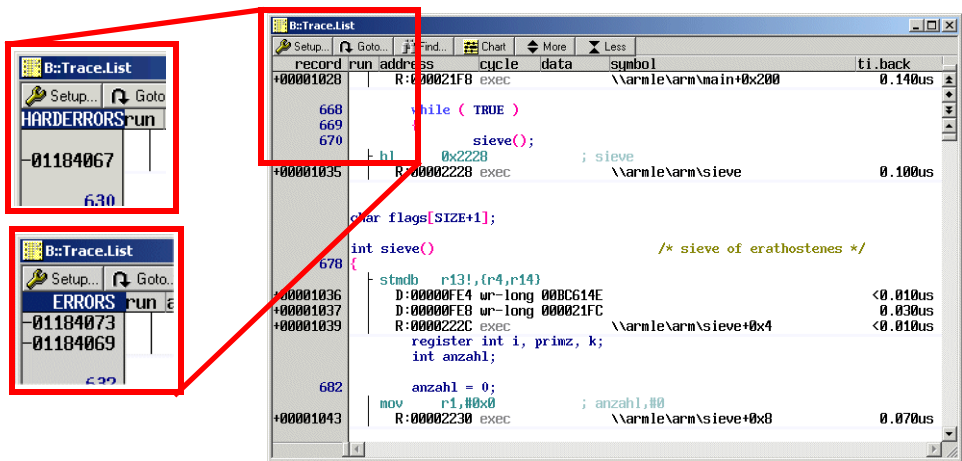 B::Trace.List
Setup... Goto
HARDERRORS run
-01184067
630
B::Trace.List
Setup... Goto..
ERRORS run a
-01184073
-01184069
632
B::Trace.List
Setup... Goto... Find... Chart More Less
record run address cycle data symbol ti.back
+00001028 R:000021F8 exec \\armle\arm\main+0x200 0.140us
668 while ( TRUE )
669 {
670 sieve();
bl 0x2228 ; sieve
+00001035 R:00002228 exec \\armle\arm\sieve 0.100us
char flags[SIZE+1];
int sieve() /* sieve of erathostenes */
678 {
stmdb r13!,{r4,r14}
+00001036 D:00000FE4 wr-long 00BC614E <0.010us
+00001037 D:00000FE8 wr-long 000021FC 0.030us
+00001039 R:0000222C exec \\armle\arm\sieve+0x4 <0.010us
register int i, primz, k;
int anzahl;
682 anzahl = 0;
mov r1,#0x0 ; anzahl,#0
+00001043 R:00002230 exec \\armle\arm\sieve+0x8 0.070us